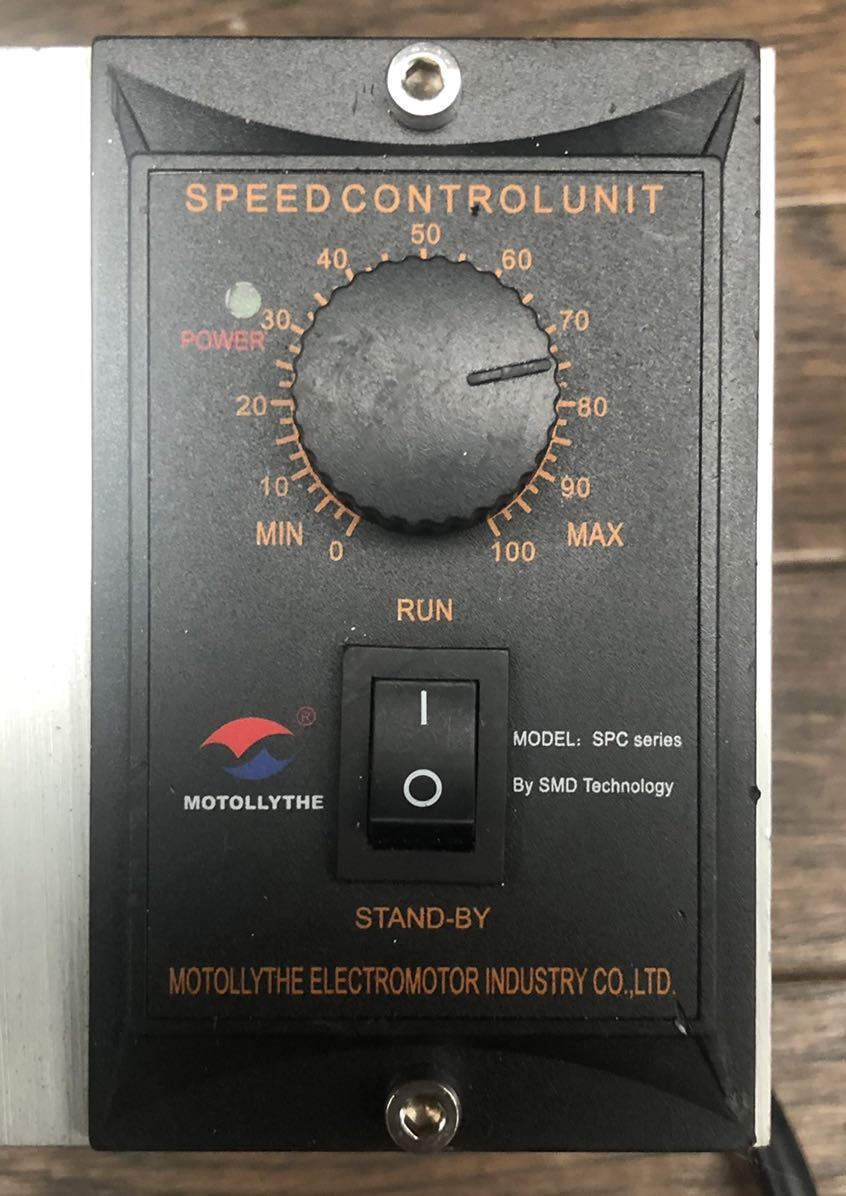 SPEED CONTROL UNIT
50
40 60
30 70
POWER
20 80
10 90
MIN MAX
0 100
RUN
®
I
MODEL: SPC series
O
By SMD Technology
MOTOLLYTHE
STAND-BY
MOTOLLYTHE ELECTROMOTOR INDUSTRY CO.,LTD.